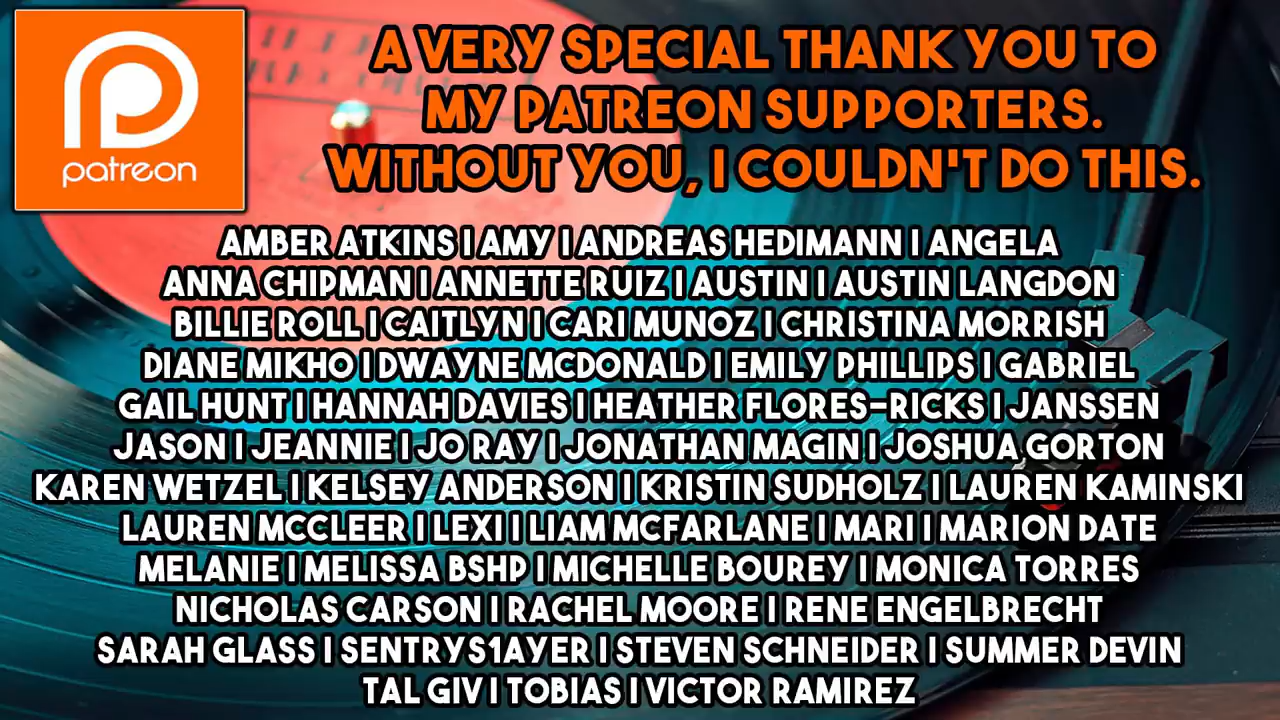 patreon
A VERY SPECIAL THANK YOU TO
MY PATREON SUPPORTERS.
WITHOUT YOU, I COULDN'T DO THIS.
AMBER ATKINS | AMY | ANDREAS HEDIMANN | ANGELA
ANNA CHIPMAN | ANNETTE RUIZ | AUSTIN | AUSTIN LANGDON
BILLIE ROLL | CAITLYN | CARI MUNOZ | CHRISTINA MORRISH
DIANE MIKHO | DWAYNE MCDONALD | EMILY PHILLIPS | GABRIEL
GAIL HUNT | HANNAH DAVIES | HEATHER FLORES-RICKS | JANSSEN
JASON | JEANNIE | JO RAY | JONATHAN MAGIN | JOSHUA GORTON
KAREN WETZEL | KELSEY ANDERSON | KRISTIN SUDHOLZ | LAUREN KAMINSKI
LAUREN MCCLEER | LEXI | LIAM MCFARLANE | MARI | MARION DATE
MELANIE | MELISSA BSHP | MICHELLE BOUREY | MONICA TORRES
NICHOLAS CARSON | RACHEL MOORE | RENE ENGELBRECHT
SARAH GLASS | SENTRYS1AYER | STEVEN SCHNEIDER | SUMMER DEVIN
TAL GIV | TOBIAS | VICTOR RAMIREZ